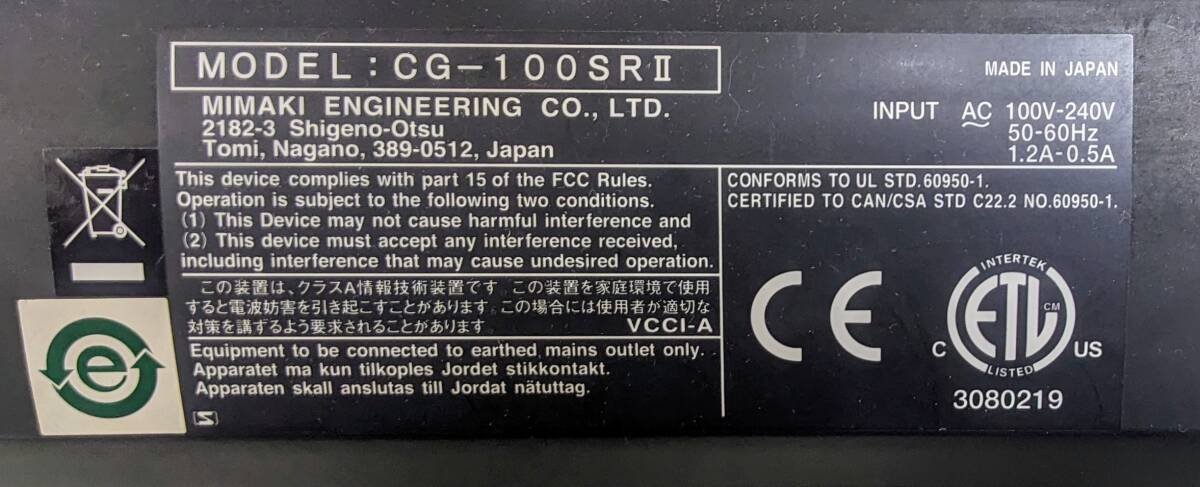 MODEL : CG-100SRⅡ
MADE IN JAPAN
MIMAKI ENGINEERING CO., LTD.
2182-3 Shigeno-Otsu
Tomi, Nagano, 389-0512, Japan
INPUT AC 100V-240V
50-60Hz
1.2A-0.5A
This device complies with part 15 of the FCC Rules.
Operation is subject to the following two conditions.
(1) This Device may not cause harmful interference and
(2) This device must accept any interference received,
including interference that may cause undesired operation.
CONFORMS TO UL STD.60950-1.
CERTIFIED TO CAN/CSA STD C22.2 NO.60950-1.
この装置は、クラスA情報技術装置です。この装置を家庭環境で使用
すると電波妨害を引き起こすことがあります。この場合には使用者が適切な
対策を講ずるよう要求されることがあります。 VCCI-A
Equipment to be connected to earthed mains outlet only.
Apparatet ma kun tilkoples Jordet stikkontakt.
Apparaten skall anslutas till Jordat nätuttag.
CE
INTERTEK
ETL CM
C US
LISTED
3080219
e
S